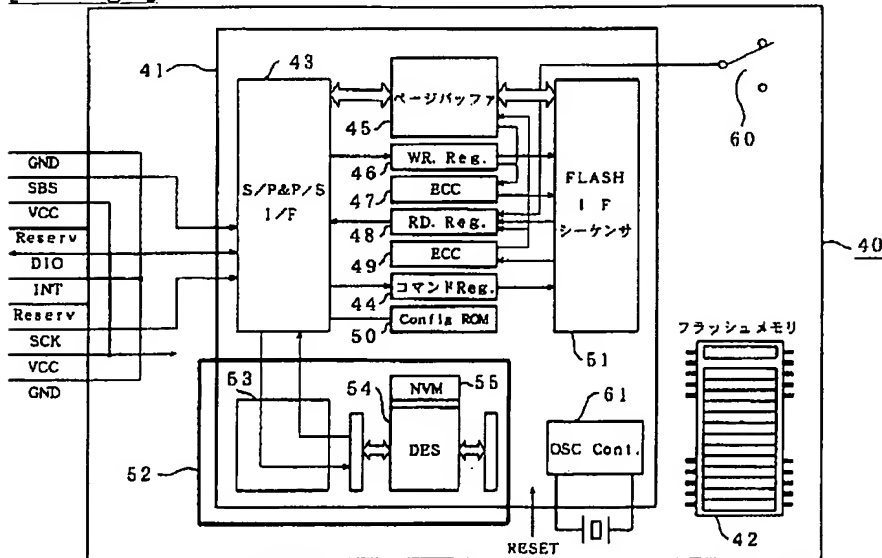 41
43
ページバッファ
45
60
S/P&P/S
I/F
WR. Reg.
46
ECC
47
RD. Reg.
48
ECC
49
コマンドReg.
44
Config ROM
50
FLASH
I F
シーケンサ
51
GND
SBS
VCC
Reserv
DIO
INT
Reserv
SCK
VCC
GND
40
フラッシュメモリ
42
52
53
54
55
NVM
DES
61
OSC Cont.
RESET